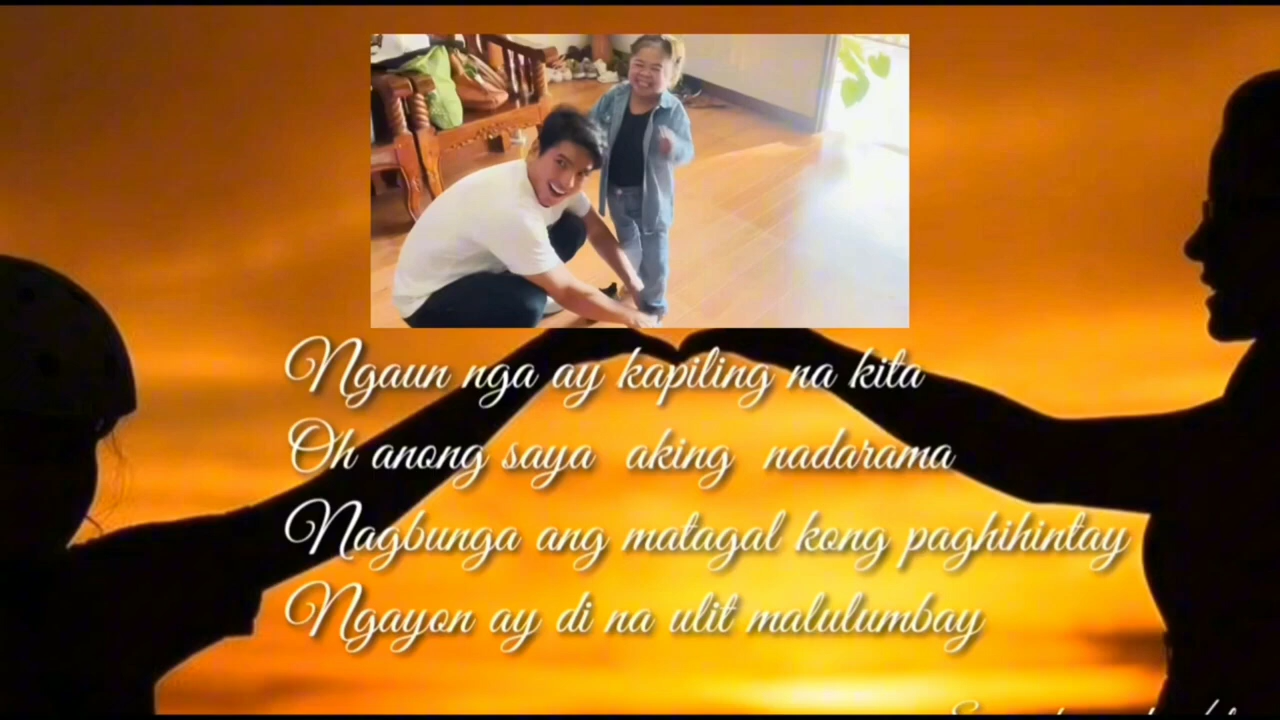 Ngaun nga ay kapiling na kita
Oh anong saya aking nadarama
Nagbunga ang matagal kong paghihintay
Ngayon ay di na ulit malulumbay